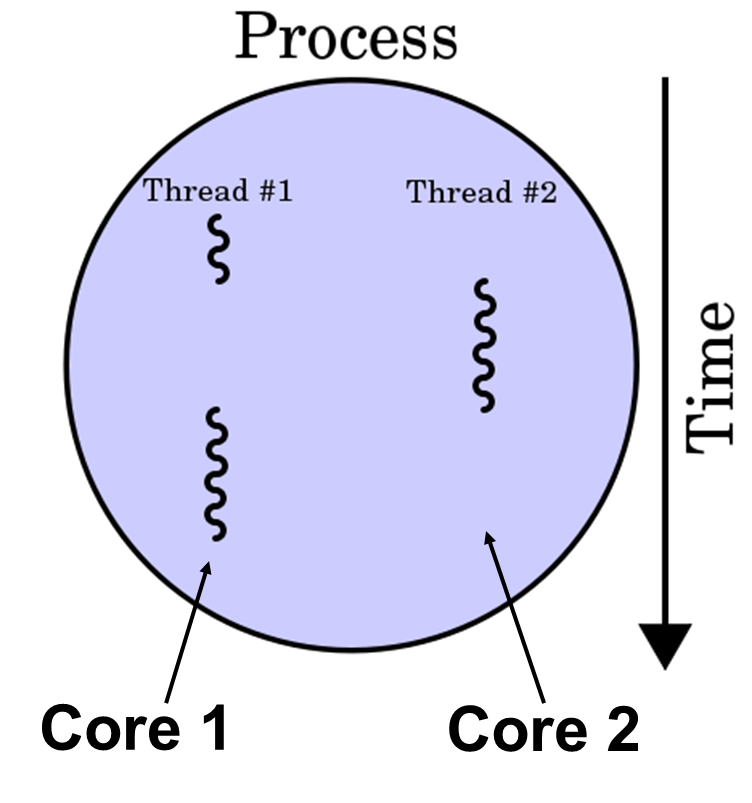 Process
Thread #1
Thread #2
Time
Core 1
Core 2